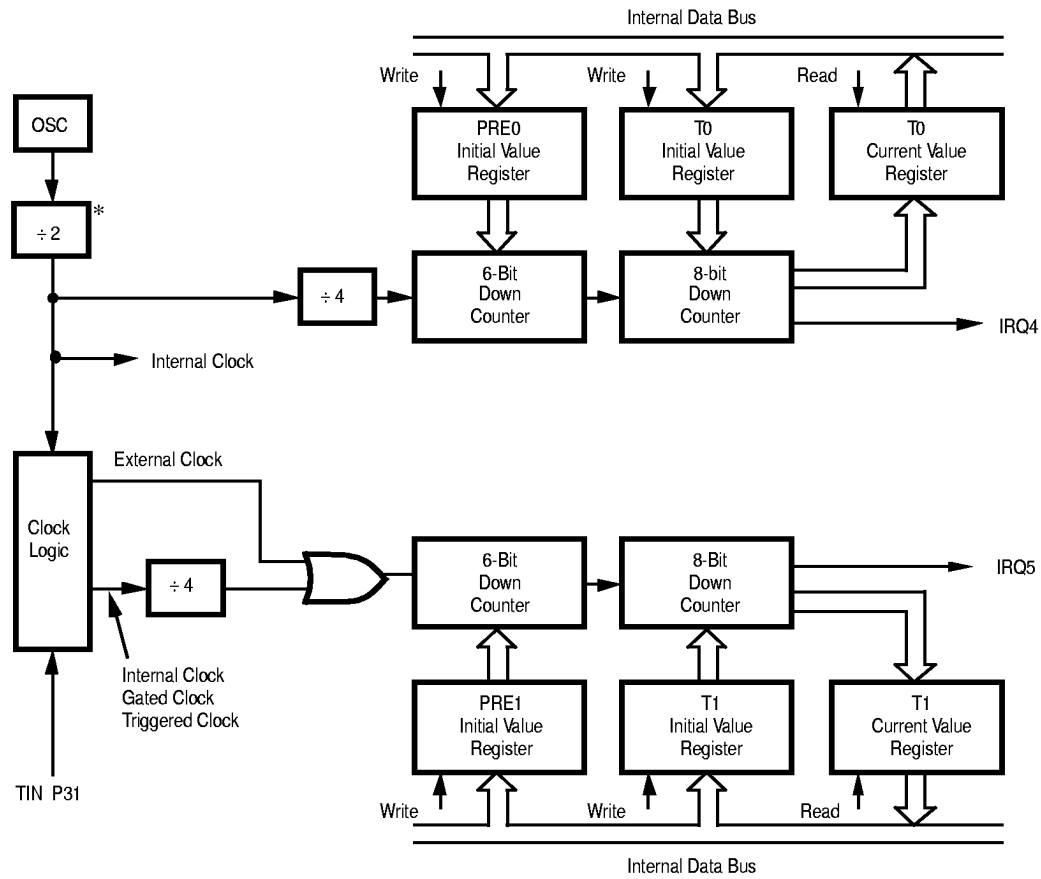 Internal Data Bus
Write
Write
Read
OSC
PRE0
Initial Value
Register
T0
Initial Value
Register
T0
Current Value
Register
÷ 2
*
÷ 4
6-Bit
Down
Counter
8-bit
Down
Counter
IRQ4
Internal Clock
External Clock
Clock
Logic
÷ 4
6-Bit
Down
Counter
8-Bit
Down
Counter
IRQ5
Internal Clock
Gated Clock
Triggered Clock
PRE1
Initial Value
Register
T1
Initial Value
Register
T1
Current Value
Register
TIN P31
Write
Write
Read
Internal Data Bus